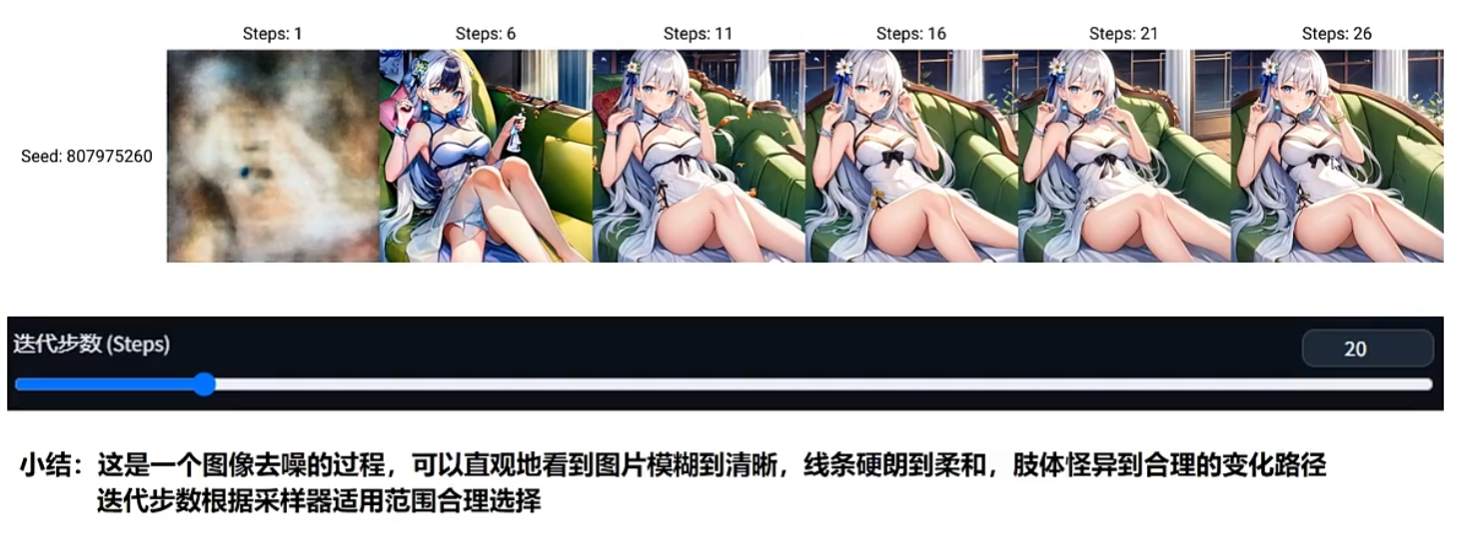 Steps: 1 Steps: 6 Steps: 11 Steps: 16 Steps: 21 Steps: 26
Seed: 807975260
迭代步数 (Steps) 20
小结：这是一个图像去噪的过程，可以直观地看到图片模糊到清晰，线条硬朗到柔和，肢体怪异到合理的变化路径
迭代步数根据采样器适用范围合理选择